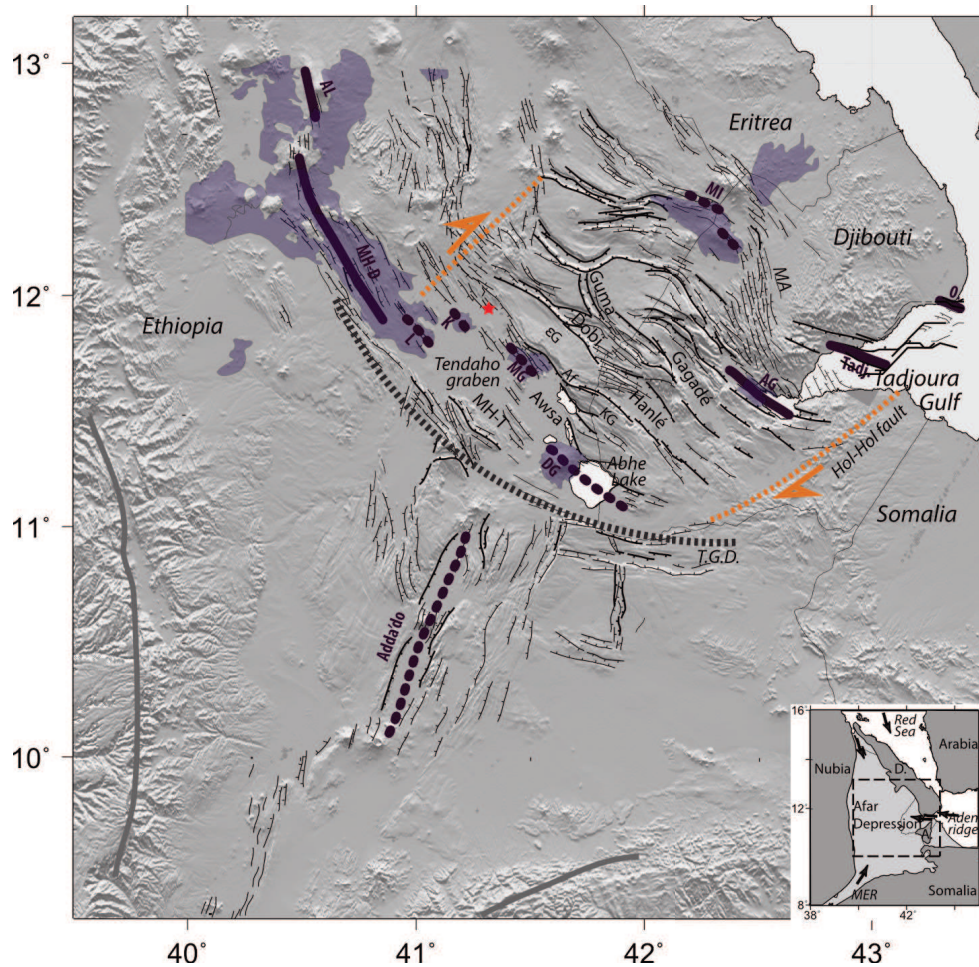 13°
AL
Eritrea
MI
MH-D
Djibouti
MA
Guma
12°
Ethiopia
L
K
Dobi
EG
Tendaho
graben
MG
AG
Tadj.
Tadjoura
Gulf
Gagadé
Hanlé
KG
Awsa
MH-T
Hol-Hol fault
DG
Abhe
Lake
Somalia
11°
T.G.D.
Adda'do
10°
16°
Red
Sea
Arabia
Nubia
D.
12°
Afar
Depression
A.
Aden
ridge
MER
Somalia
8°
38°
42°
40°
41°
42°
43°